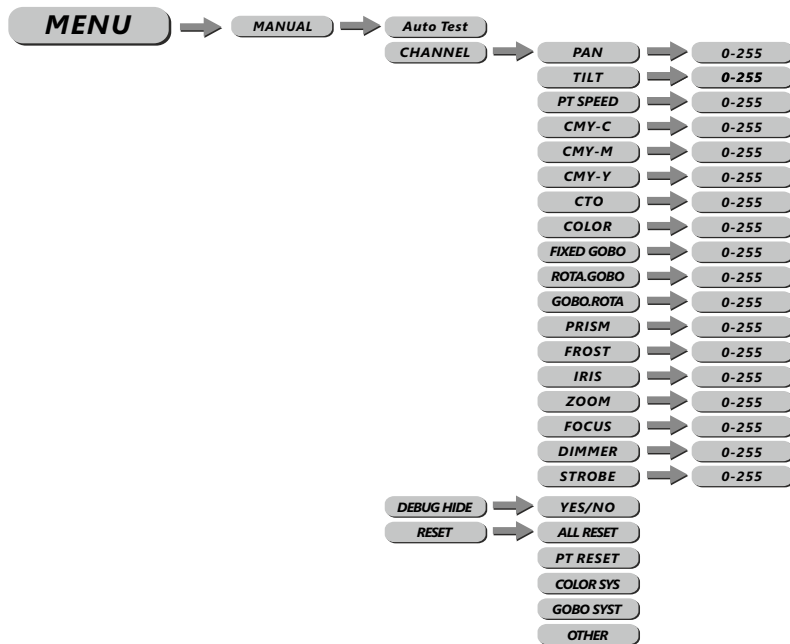 MENU MANUAL Auto Test
CHANNEL PAN 0-255
TILT 0-255
PT SPEED 0-255
CMY-C 0-255
CMY-M 0-255
CMY-Y 0-255
CTO 0-255
COLOR 0-255
FIXED GOBO 0-255
ROTA.GOBO 0-255
GOBO.ROTA 0-255
PRISM 0-255
FROST 0-255
IRIS 0-255
ZOOM 0-255
FOCUS 0-255
DIMMER 0-255
STROBE 0-255
DEBUG HIDE YES/NO
RESET ALL RESET
PT RESET
COLOR SYS
GOBO SYST
OTHER